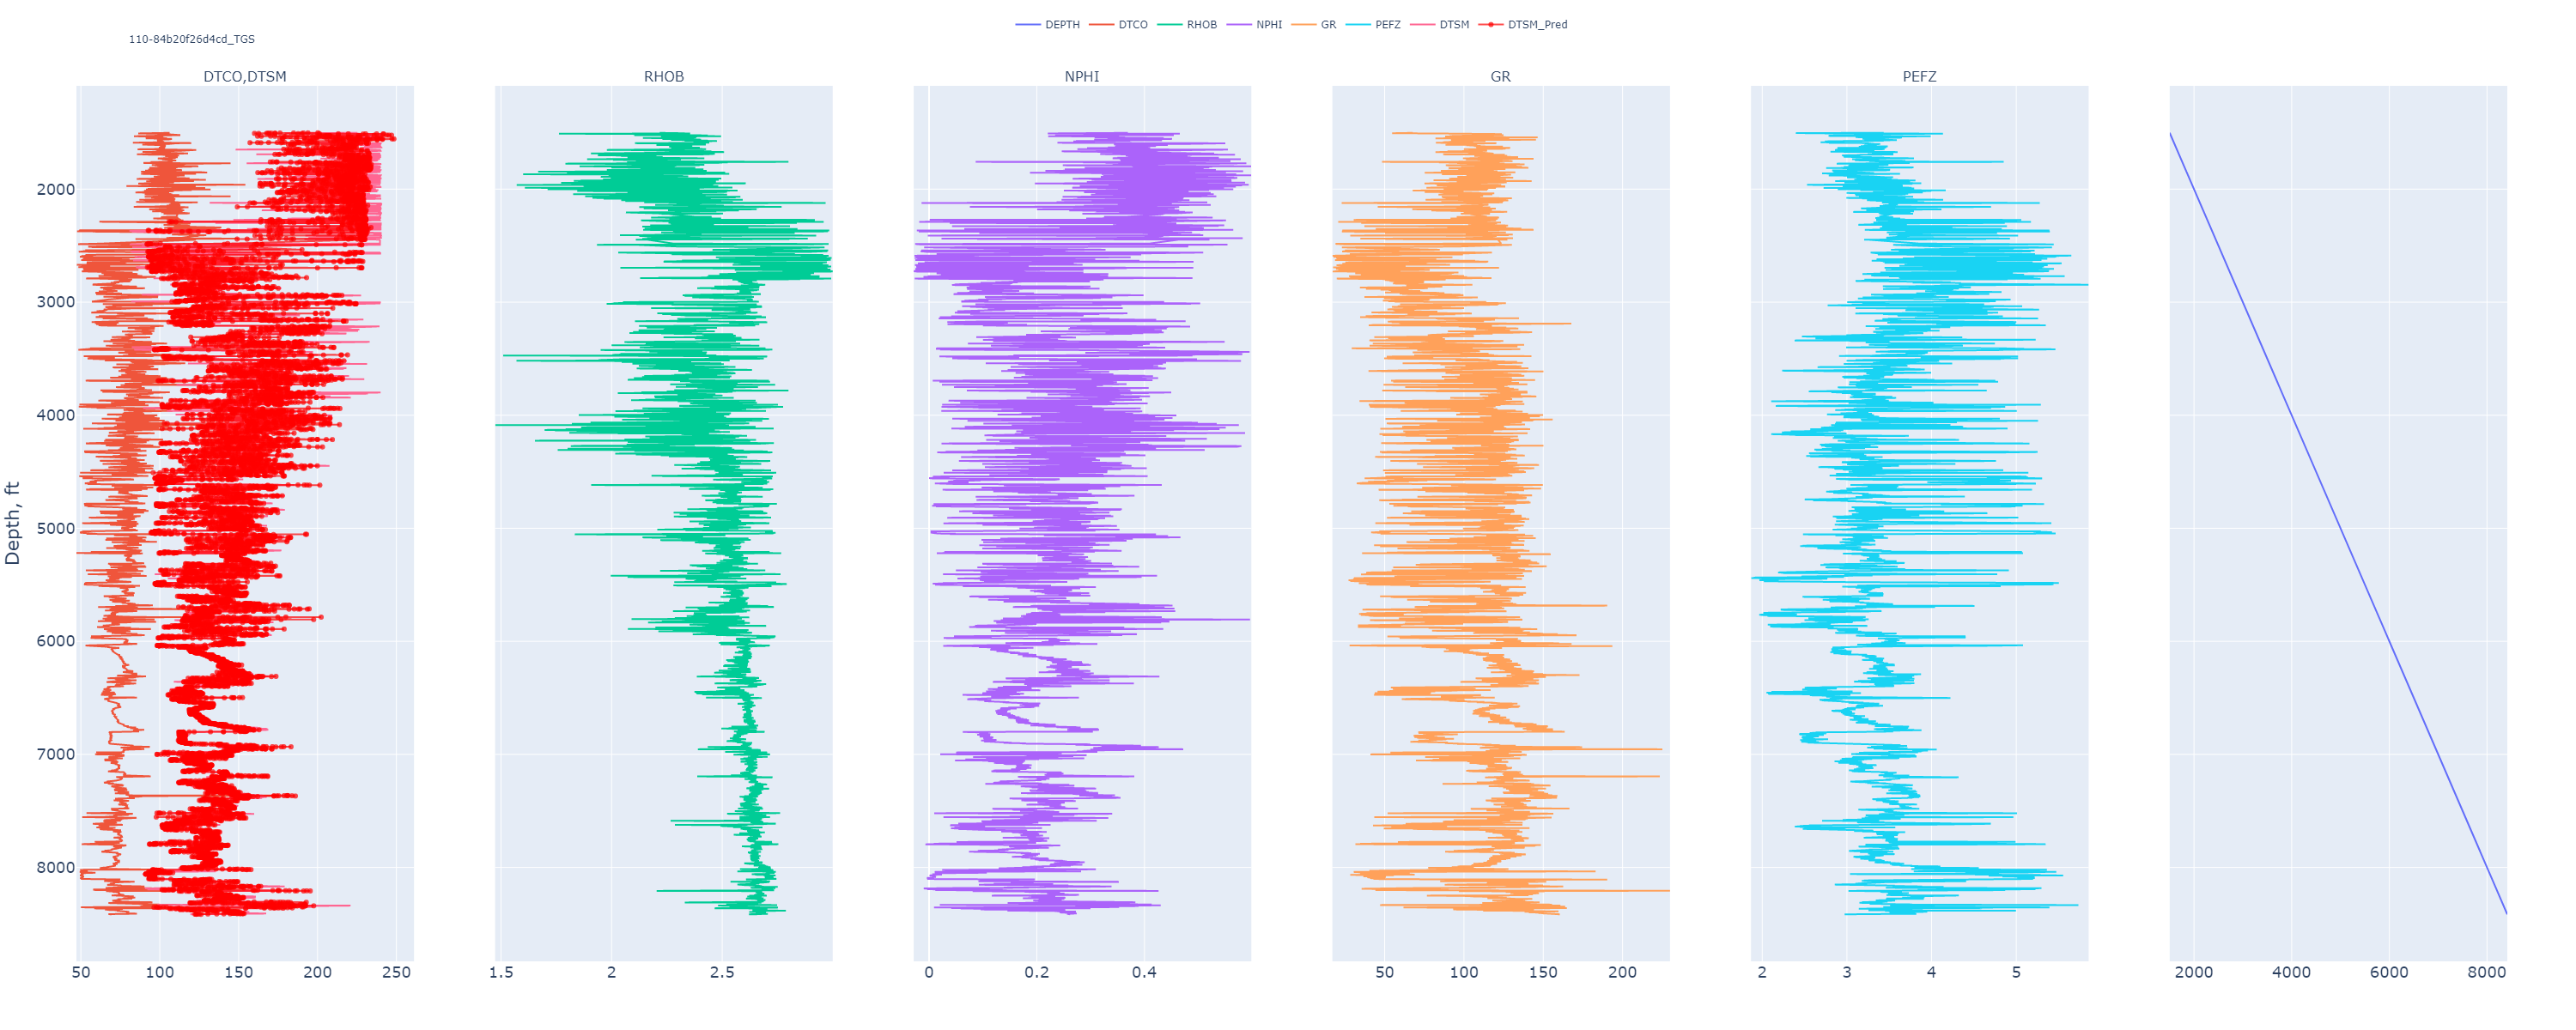 DEPTH DTCO RHOB NPHI GR PEFZ DTSM DTSM_Pred
110-84b20f26d4cd_TGS
DTCO,DTSM RHOB NPHI GR PEFZ
2000
3000
4000
5000
6000
7000
8000
Depth, ft
50 100 150 200 250 1.5 2 2.5 0 0.2 0.4 50 100 150 200 2 3 4 5 2000 4000 6000 8000